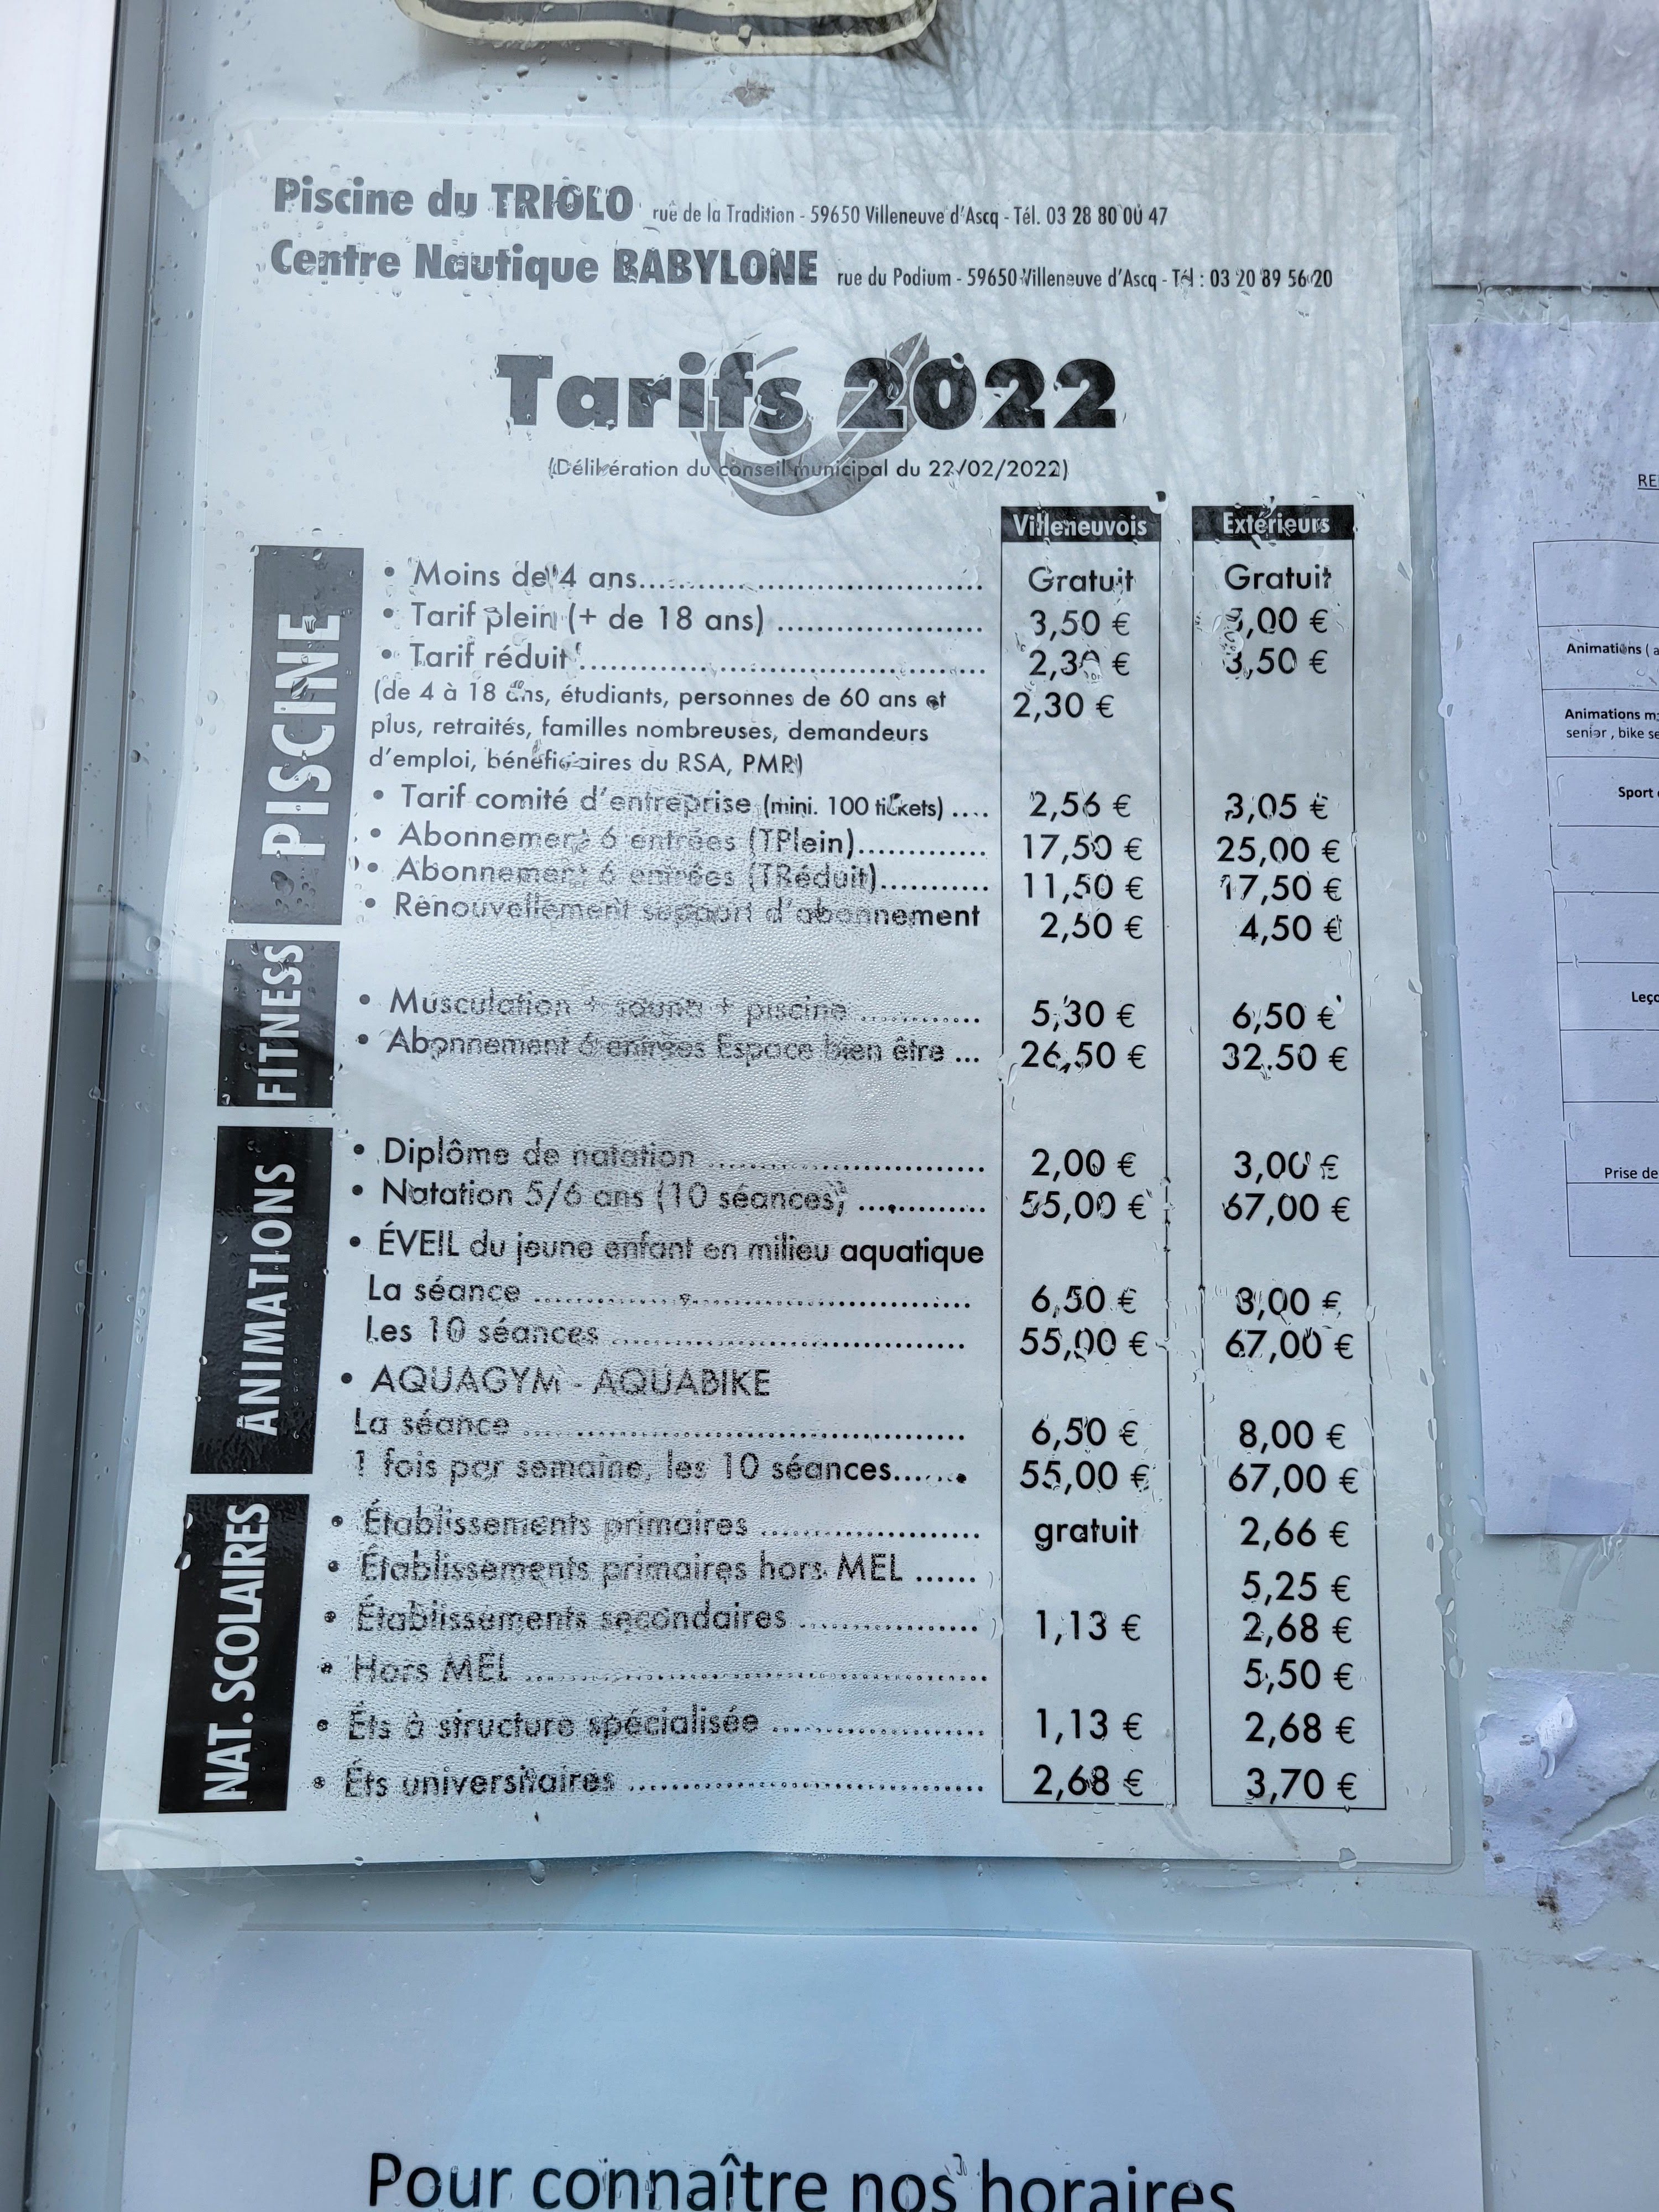 Piscine du TRIOLO rue de la Tradition - 59650 Villeneuve d'Ascq - Tél. 03 28 80 00 47
Centre Nautique BABYLONE rue du Podium - 59650 Villeneuve d'Ascq - Tél : 03 20 89 56 20
Tarifs 2022
(Délibération du conseil municipal du 22/02/2022)
Villeneuvois Extérieurs
PISCINE
• Moins de 4 ans.................................. Gratuit Gratuit
• Tarif plein (+ de 18 ans) ..................... 3,50 € ,00 €
• Tarif réduit ....................................... 2,30 € 3,50 €
(de 4 à 18 ans, étudiants, personnes de 60 ans et 2,30 €
plus, retraités, familles nombreuses, demandeurs
d'emploi, bénéficiaires du RSA, PMR)
• Tarif comité d'entreprise (mini. 100 tickets) .... 2,56 € 3,05 €
• Abonnement 6 entrées (TPlein)............. 17,50 € 25,00 €
• Abonnement 6 entrées (TRéduit)........... 11,50 € 17,50 €
• Renouvellement support d'abonnement 2,50 € 4,50 €
FITNESS
• Musculation + sauna + piscine ............. 5,30 € 6,50 €
• Abonnement 6 entrées Espace bien être ... 26,50 € 32.50 €
ANIMATIONS
• Diplôme de natation ............................ 2,00 € 3,00 €
• Natation 5/6 ans (10 séances) ............. 55,00 € 67,00 €
• ÉVEIL du jeune enfant en milieu aquatique
La séance ............................................ 6,50 € ,00 €
Les 10 séances .................................... 55,00 € 67,00 €
• AQUAGYM - AQUABIKE
La séance ............................................ 6,50 € 8,00 €
1 fois par semaine, les 10 séances....... 55,00 € 67,00 €
NAT. SCOLAIRES
• Établissements primaires ...................... gratuit 2,66 €
• Établissements primaires hors MEL ...... 5,25 €
• Établissements secondaires .................. 1,13 € 2,68 €
• Hors MEL .............................................. 5,50 €
• Éts à structure spécialisée ..................... 1,13 € 2,68 €
• Éts universitaires ................................... 2,68 € 3,70 €
Pour connaître nos horaires
RE
Animations ( a
Animations m
senior , bike se
Sport
Leço
Prise de